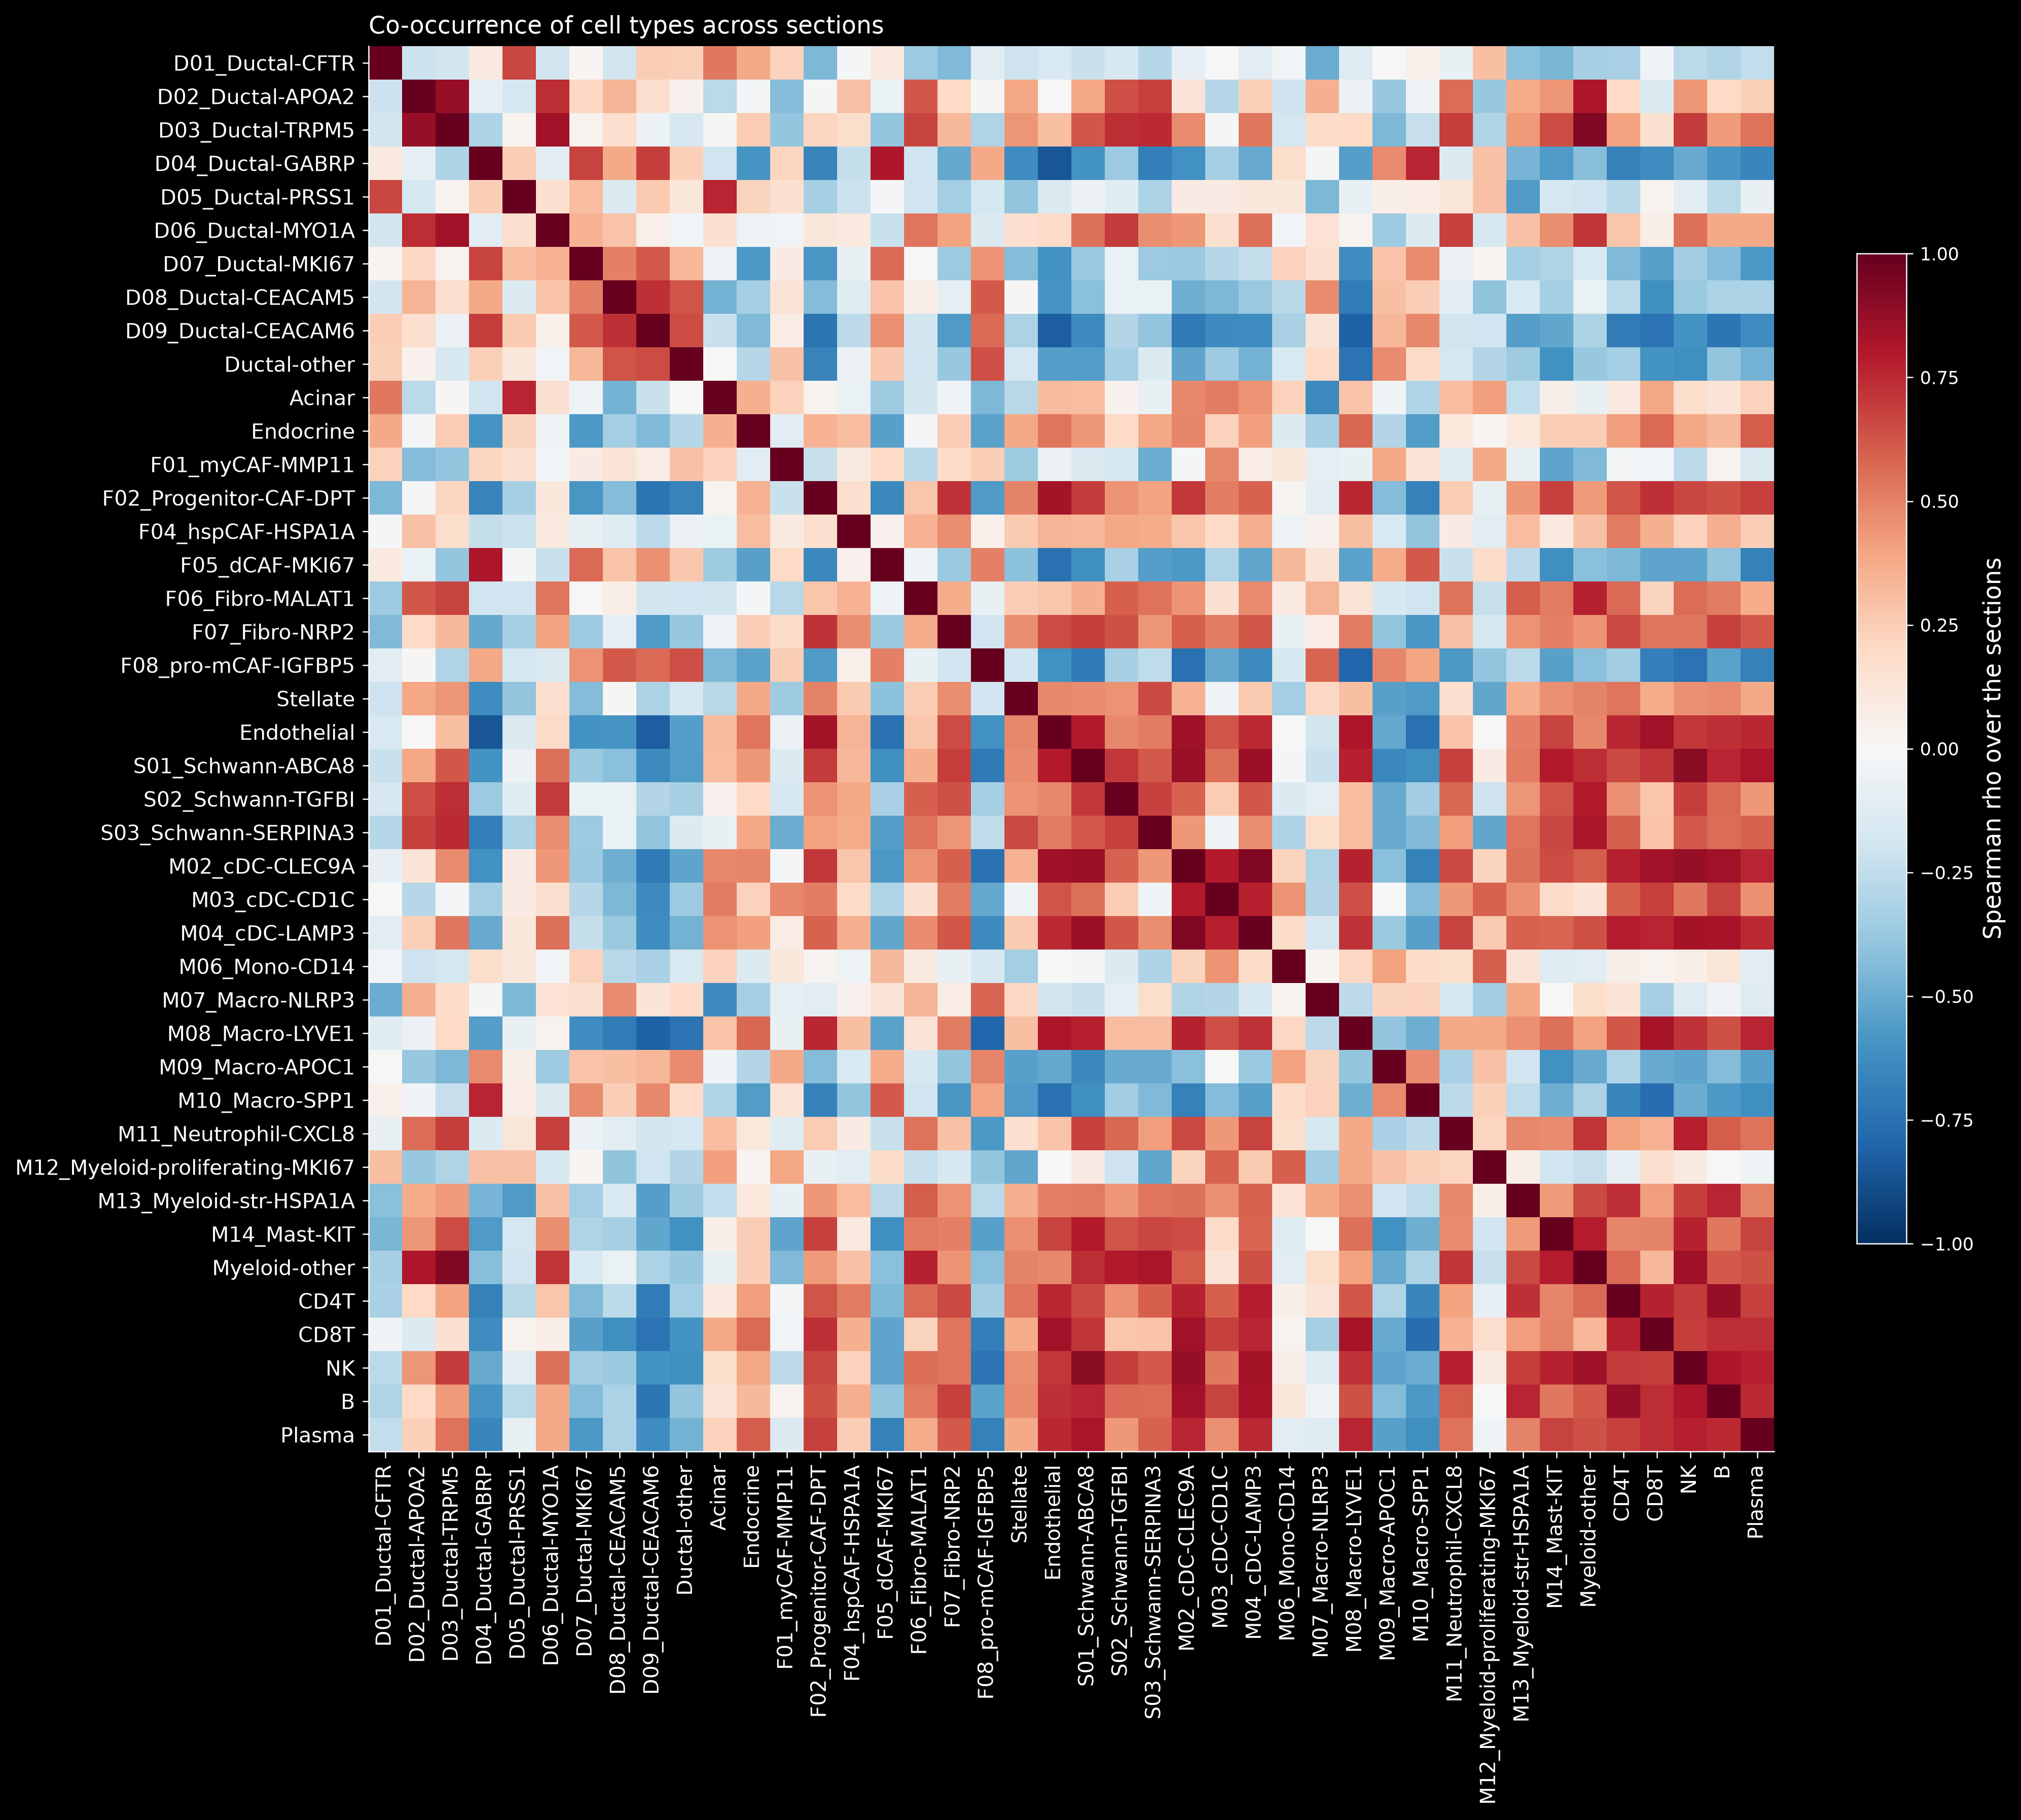 Co-occurrence of cell types across sections
D01_Ductal-CFTR
D02_Ductal-APOA2
D03_Ductal-TRPM5
D04_Ductal-GABRP
D05_Ductal-PRSS1
D06_Ductal-MYO1A
D07_Ductal-MKI67
D08_Ductal-CEACAM5
D09_Ductal-CEACAM6
Ductal-other
Acinar
Endocrine
F01_myCAF-MMP11
F02_Progenitor-CAF-DPT
F04_hspCAF-HSPA1A
F05_dCAF-MKI67
F06_Fibro-MALAT1
F07_Fibro-NRP2
F08_pro-mCAF-IGFBP5
Stellate
Endothelial
S01_Schwann-ABCA8
S02_Schwann-TGFBI
S03_Schwann-SERPINA3
M02_cDC-CLEC9A
M03_cDC-CD1C
M04_cDC-LAMP3
M06_Mono-CD14
M07_Macro-NLRP3
M08_Macro-LYVE1
M09_Macro-APOC1
M10_Macro-SPP1
M11_Neutrophil-CXCL8
M12_Myeloid-proliferating-MKI67
M13_Myeloid-str-HSPA1A
M14_Mast-KIT
Myeloid-other
CD4T
CD8T
NK
B
Plasma
D01_Ductal-CFTR
D02_Ductal-APOA2
D03_Ductal-TRPM5
D04_Ductal-GABRP
D05_Ductal-PRSS1
D06_Ductal-MYO1A
D07_Ductal-MKI67
D08_Ductal-CEACAM5
D09_Ductal-CEACAM6
Ductal-other
Acinar
Endocrine
F01_myCAF-MMP11
F02_Progenitor-CAF-DPT
F04_hspCAF-HSPA1A
F05_dCAF-MKI67
F06_Fibro-MALAT1
F07_Fibro-NRP2
F08_pro-mCAF-IGFBP5
Stellate
Endothelial
S01_Schwann-ABCA8
S02_Schwann-TGFBI
S03_Schwann-SERPINA3
M02_cDC-CLEC9A
M03_cDC-CD1C
M04_cDC-LAMP3
M06_Mono-CD14
M07_Macro-NLRP3
M08_Macro-LYVE1
M09_Macro-APOC1
M10_Macro-SPP1
M11_Neutrophil-CXCL8
M12_Myeloid-proliferating-MKI67
M13_Myeloid-str-HSPA1A
M14_Mast-KIT
Myeloid-other
CD4T
CD8T
NK
B
Plasma
1.00
0.75
0.50
0.25
0.00
−0.25
−0.50
−0.75
−1.00
Spearman rho over the sections